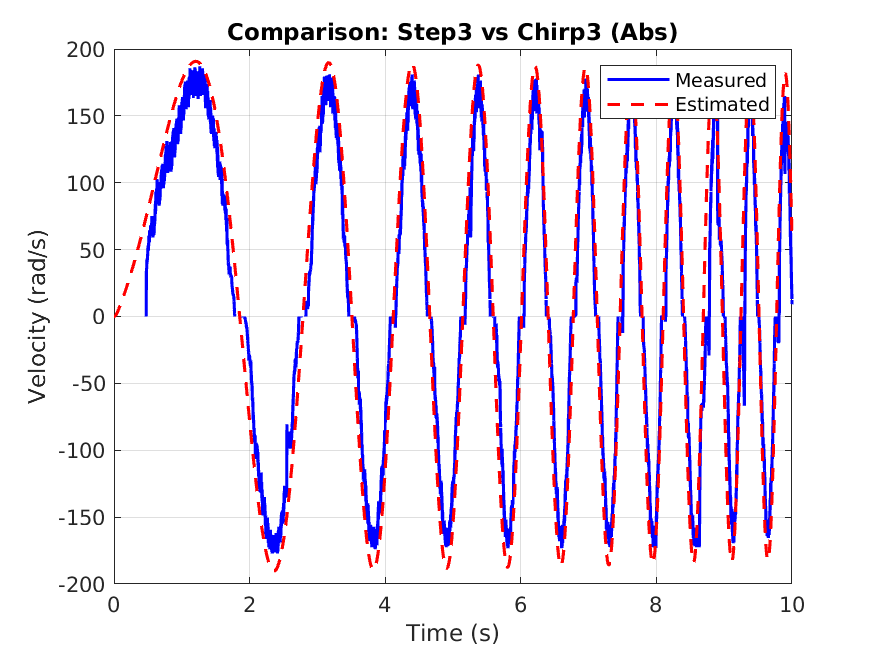 Comparison: Step3 vs Chirp3 (Abs)
Measured
Estimated
Velocity (rad/s)
200
150
100
50
0
-50
-100
-150
-200
0 2 4 6 8 10
Time (s)